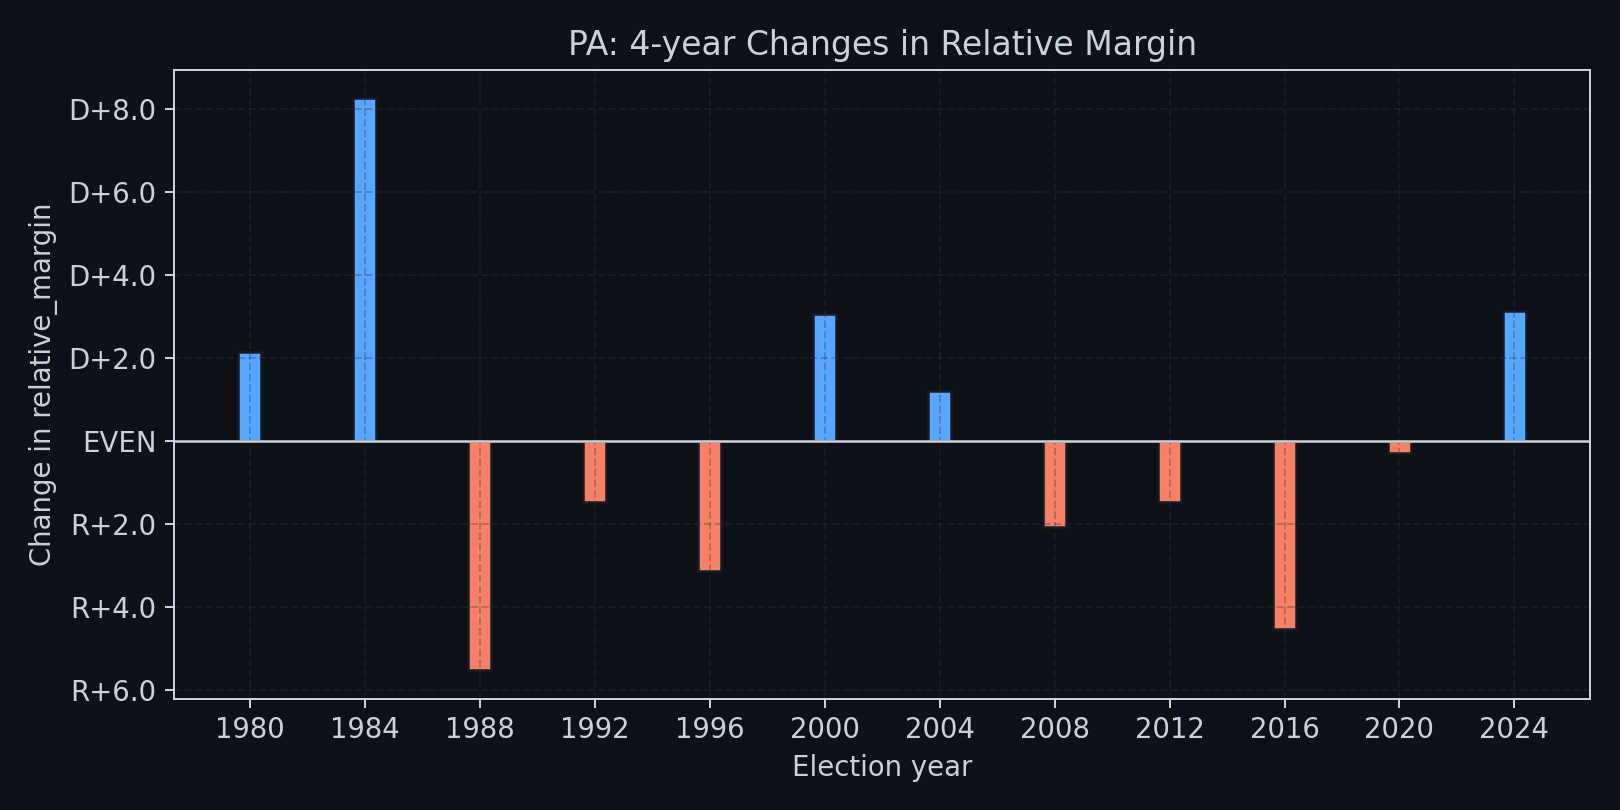 PA: 4-year Changes in Relative Margin
Change in relative_margin
D+8.0
D+6.0
D+4.0
D+2.0
EVEN
R+2.0
R+4.0
R+6.0
1980 1984 1988 1992 1996 2000 2004 2008 2012 2016 2020 2024
Election year